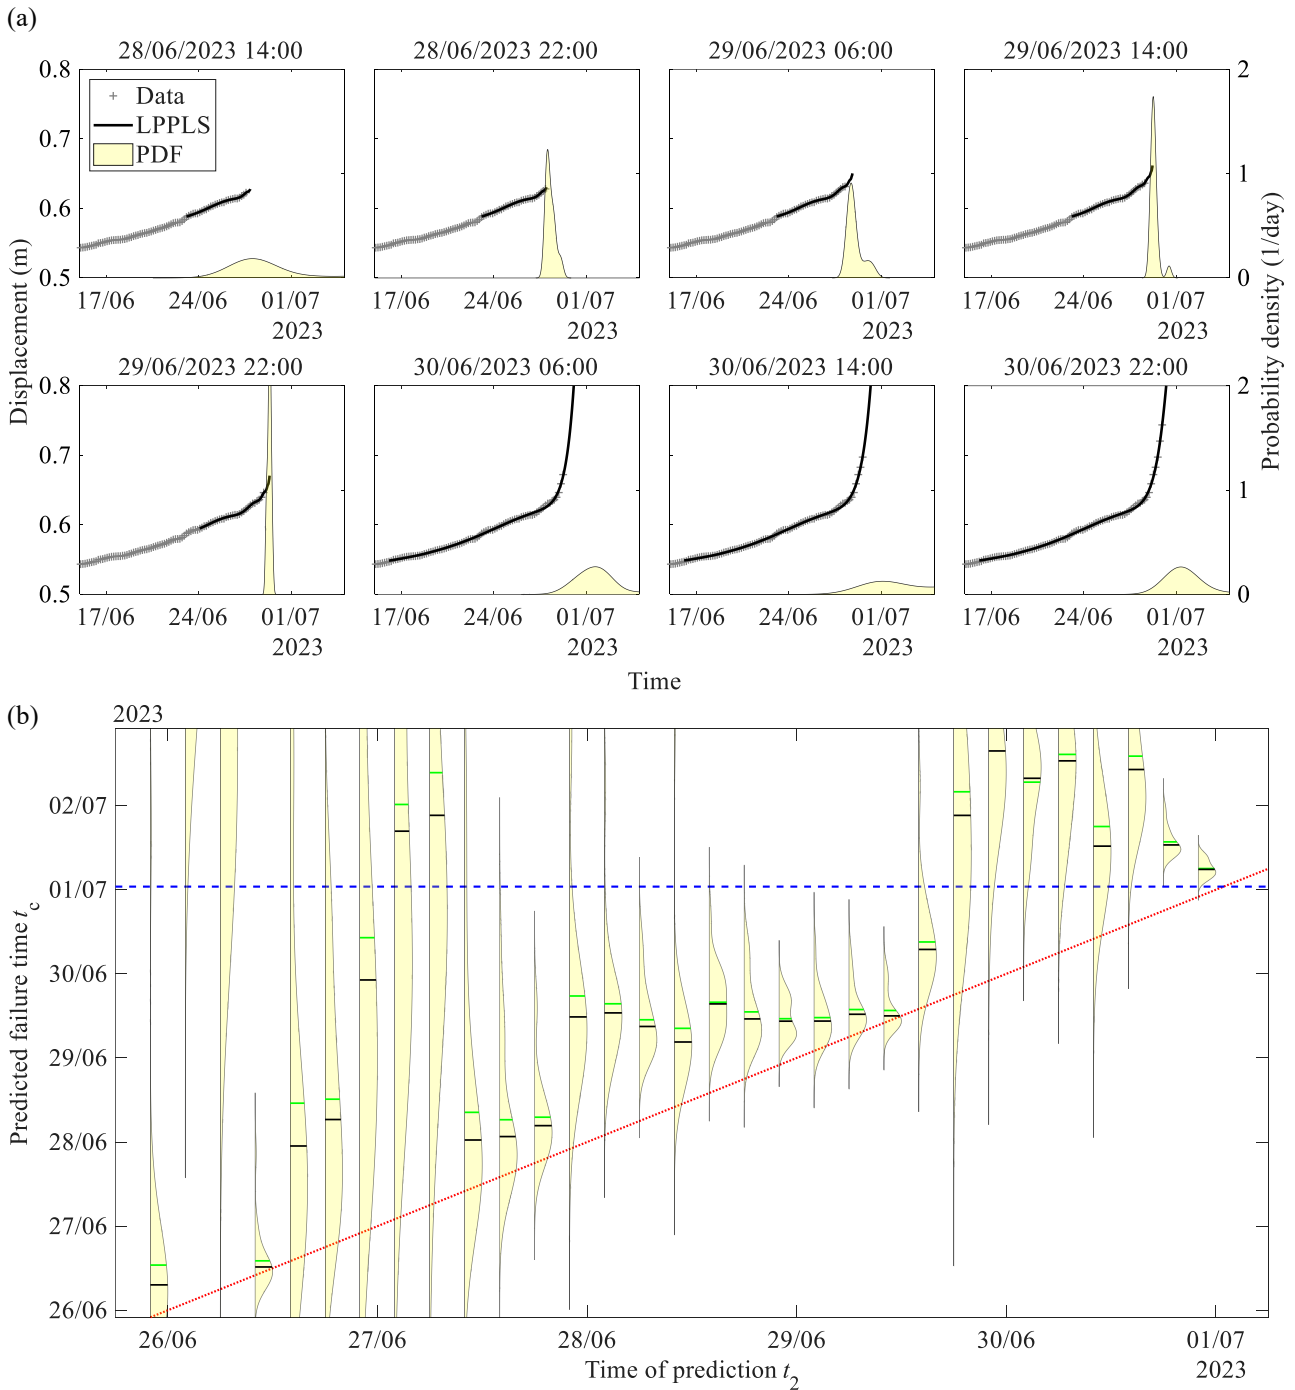 (a)
28/06/2023 14:00
28/06/2023 22:00
29/06/2023 06:00
29/06/2023 14:00
Data
LPPLS
PDF
0.8
0.7
0.6
0.5
2
1
0
17/06 24/06 01/07
2023
17/06 24/06 01/07
2023
17/06 24/06 01/07
2023
17/06 24/06 01/07
2023
Displacement (m)
Probability density (1/day)
29/06/2023 22:00
30/06/2023 06:00
30/06/2023 14:00
30/06/2023 22:00
0.8
0.7
0.6
0.5
2
1
0
17/06 24/06 01/07
2023
17/06 24/06 01/07
2023
17/06 24/06 01/07
2023
17/06 24/06 01/07
2023
Time
(b)
2023
02/07
01/07
30/06
29/06
28/06
27/06
26/06
Predicted failure time tc
26/06 27/06 28/06 29/06 30/06 01/07
2023
Time of prediction t2